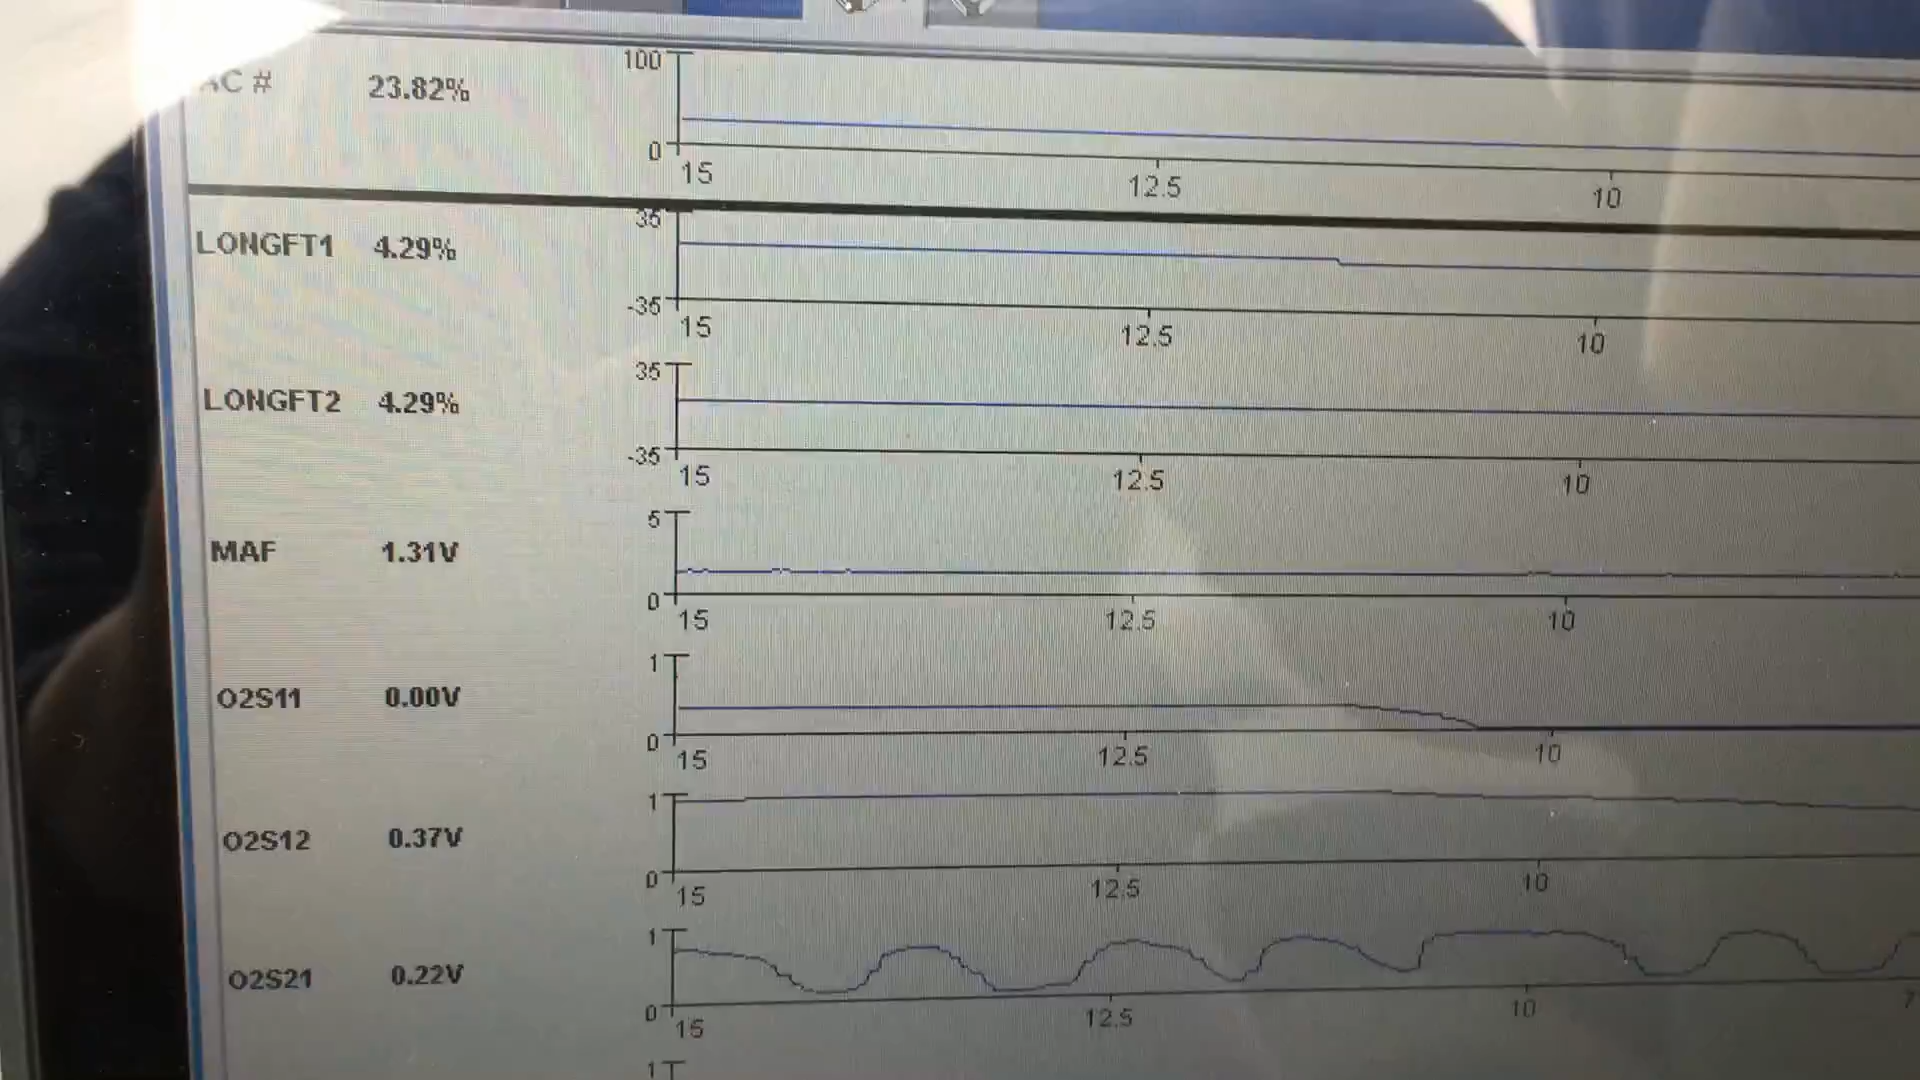 AC # 23.82% 100 0 15 12.5 10
LONGFT1 4.29% 35 -35 15 12.5 10
LONGFT2 4.29% 35 -35 15 12.5 10
MAF 1.31V 5 0 15 12.5 10
O2S11 0.00V 1 0 15 12.5 10
O2S12 0.37V 1 0 15 12.5 10
O2S21 0.22V 1 0 15 12.5 10 7
1